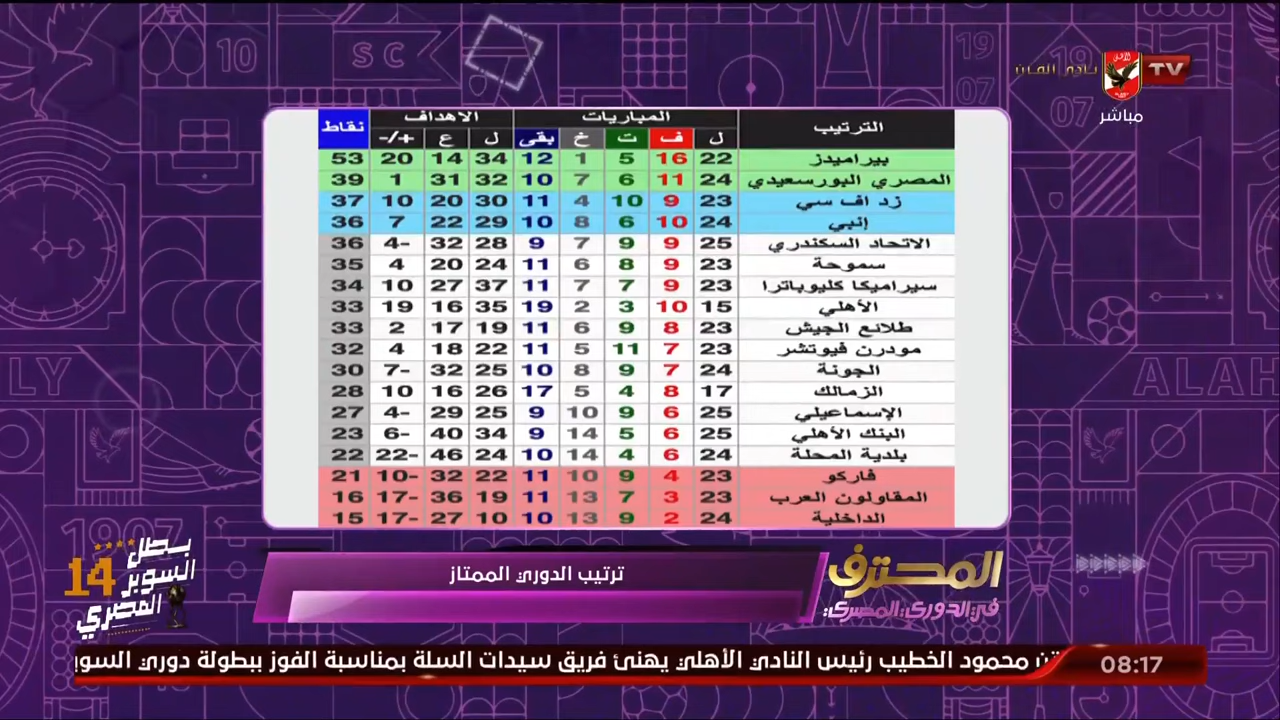 SC
10
19
07
19
07
TV
نادي القرن
مباشر
الترتيب المباريات الاهداف نقاط
ل ف ت خ بقى ل ع +/-
بيراميدز 22 16 5 1 12 34 14 20 53
المصري البورسعيدي 24 11 6 7 10 32 31 1 39
زد اف سي 23 9 10 4 11 30 20 10 37
إنبي 24 10 6 8 10 29 22 7 36
الاتحاد السكندري 25 9 9 7 9 28 32 4- 36
سموحة 23 9 8 6 11 24 20 4 35
سيراميكا كليوباترا 23 9 7 7 11 37 27 10 34
الأهلي 15 10 3 2 19 35 16 19 33
طلائع الجيش 23 8 9 6 11 19 17 2 33
مودرن فيوتشر 23 7 11 5 11 22 18 4 32
الجونة 24 7 9 8 10 25 32 7- 30
الزمالك 17 8 4 5 17 26 16 10 28
الإسماعيلي 25 6 9 10 9 25 29 4- 27
البنك الأهلي 25 6 5 14 9 34 40 6- 23
بلدية المحلة 24 6 4 14 10 24 46 22- 22
فاركو 23 4 9 10 11 22 32 10- 21
المقاولون العرب 23 3 7 13 11 19 36 17- 16
الداخلية 24 2 9 13 10 10 27 17- 15
LY
ALAH
1907
المحترف
في الدوري المصري
ترتيب الدوري الممتاز
بطل
السوبر 14
المصري
08:17
محمود الخطيب رئيس النادي الأهلي يهنئ فريق سيدات السلة بمناسبة الفوز ببطولة دوري